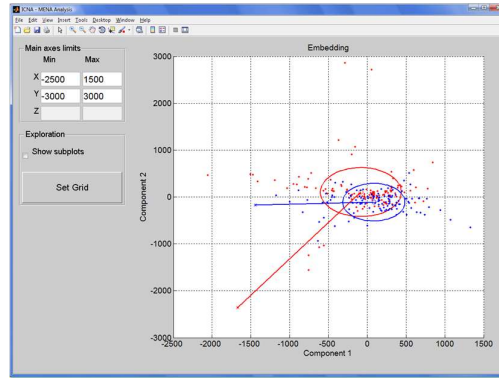 ICNA - MENA Analysis
File Edit View Insert Tools Desktop Window Help
Main axes limits
Min Max
X -2500 1500
Y -3000 3000
Z
Exploration
Show subplots
Set Grid
Embedding
Component 2
3000
2000
1000
0
-1000
-2000
-3000
-2500 -2000 -1500 -1000 -500 0 500 1000 1500
Component 1